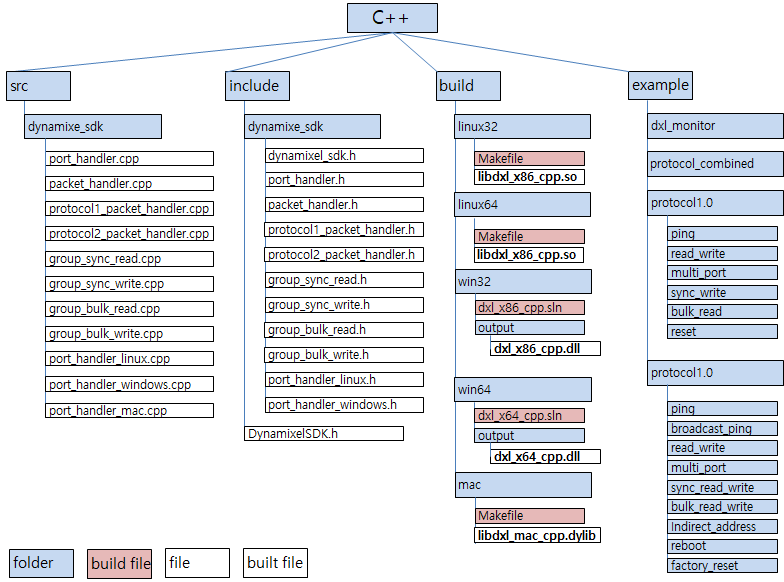 C++
src
dynamixe_sdk
port_handler.cpp
packet_handler.cpp
protocol1_packet_handler.cpp
protocol2_packet_handler.cpp
group_sync_read.cpp
group_sync_write.cpp
group_bulk_read.cpp
group_bulk_write.cpp
port_handler_linux.cpp
port_handler_windows.cpp
port_handler_mac.cpp
include
dynamixe_sdk
dynamixel_sdk.h
port_handler.h
packet_handler.h
protocol1_packet_handler.h
protocol2_packet_handler.h
group_sync_read.h
group_sync_write.h
group_bulk_read.h
group_bulk_write.h
port_handler_linux.h
port_handler_windows.h
DynamixelSDK.h
build
linux32
Makefile
libdxl_x86_cpp.so
linux64
Makefile
libdxl_x86_cpp.so
win32
dxl_x86_cpp.sln
output
dxl_x86_cpp.dll
win64
dxl_x64_cpp.sln
output
dxl_x64_cpp.dll
mac
Makefile
libdxl_mac_cpp.dylib
example
dxl_monitor
protocol_combined
protocol1.0
ping
read_write
multi_port
sync_write
bulk_read
reset
protocol1.0
ping
broadcast_ping
read_write
multi_port
sync_read_write
bulk_read_write
Indirect_address
reboot
factory_reset
folder
build file
file
built file